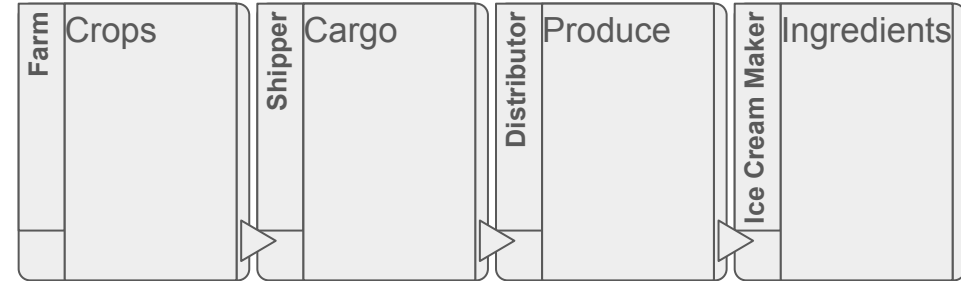 Farm
Crops
Shipper
Cargo
Distributor
Produce
Ice Cream Maker
Ingredients